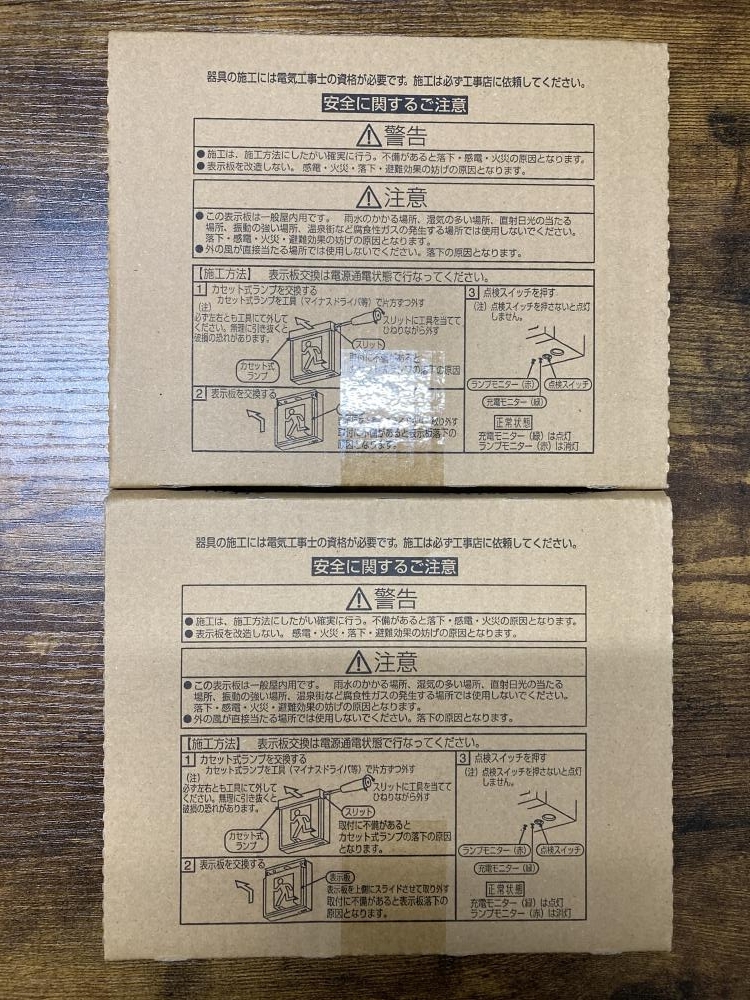 器具の施工には電気工事士の資格が必要です。施工は必ず工事店に依頼してください。
安全に関するご注意
警告
●施工は、施工方法にしたがい確実に行う。不備があると落下・感電・火災の原因となります。
●表示板を改造しない。感電・火災・落下・避難効果の妨げの原因となります。
注意
●この表示板は一般屋内用です。 雨水のかかる場所、湿気の多い場所、直射日光の当たる
場所、振動の強い場所、温泉街など腐食性ガスの発生する場所では使用しないでください。
落下・感電・火災・避難効果の妨げの原因となります。
●外の風が直接当たる場所では使用しないでください。落下の原因となります。
【施工方法】 表示板交換は電源通電状態で行なってください。
1 カセット式ランプを交換する
カセット式ランプを工具（マイナスドライバ等）で片方ずつ外す
(注)
必ず左右とも工具にて外して
ください。無理に引き抜くと
破損の恐れがあります。
スリットに工具を当てて
ひねりながら外す
スリット
取付に不備があると
カセット式ランプの落下の原因
カセット式
ランプ
2 表示板を交換する
取り外す
取付に不備があると表示板落下の
原因となります。
3 点検スイッチを押す
(注) 点検スイッチを押さないと点灯
しません。
ランプモニター（赤）
点検スイッチ
充電モニター（緑）
正常状態
充電モニター（緑）は点灯
ランプモニター（赤）は消灯
器具の施工には電気工事士の資格が必要です。施工は必ず工事店に依頼してください。
安全に関するご注意
警告
●施工は、施工方法にしたがい確実に行う。不備があると落下・感電・火災の原因となります。
●表示板を改造しない。感電・火災・落下・避難効果の妨げの原因となります。
注意
●この表示板は一般屋内用です。 雨水のかかる場所、湿気の多い場所、直射日光の当たる
場所、振動の強い場所、温泉街など腐食性ガスの発生する場所では使用しないでください。
落下・感電・火災・避難効果の妨げの原因となります。
●外の風が直接当たる場所では使用しないでください。落下の原因となります。
【施工方法】 表示板交換は電源通電状態で行なってください。
1 カセット式ランプを交換する
カセット式ランプを工具（マイナスドライバ等）で片方ずつ外す
(注)
必ず左右とも工具にて外して
ください。無理に引き抜くと
破損の恐れがあります。
スリットに工具を当てて
ひねりながら外す
スリット
取付に不備があると
カセット式ランプの落下の原因
となります。
カセット式
ランプ
2 表示板を交換する
表示板
表示板を上側にスライドさせて取り外す
取付に不備があると表示板落下の
原因となります。
3 点検スイッチを押す
(注) 点検スイッチを押さないと点灯
しません。
ランプモニター（赤）
点検スイッチ
充電モニター（緑）
正常状態
充電モニター（緑）は点灯
ランプモニター（赤）は消灯